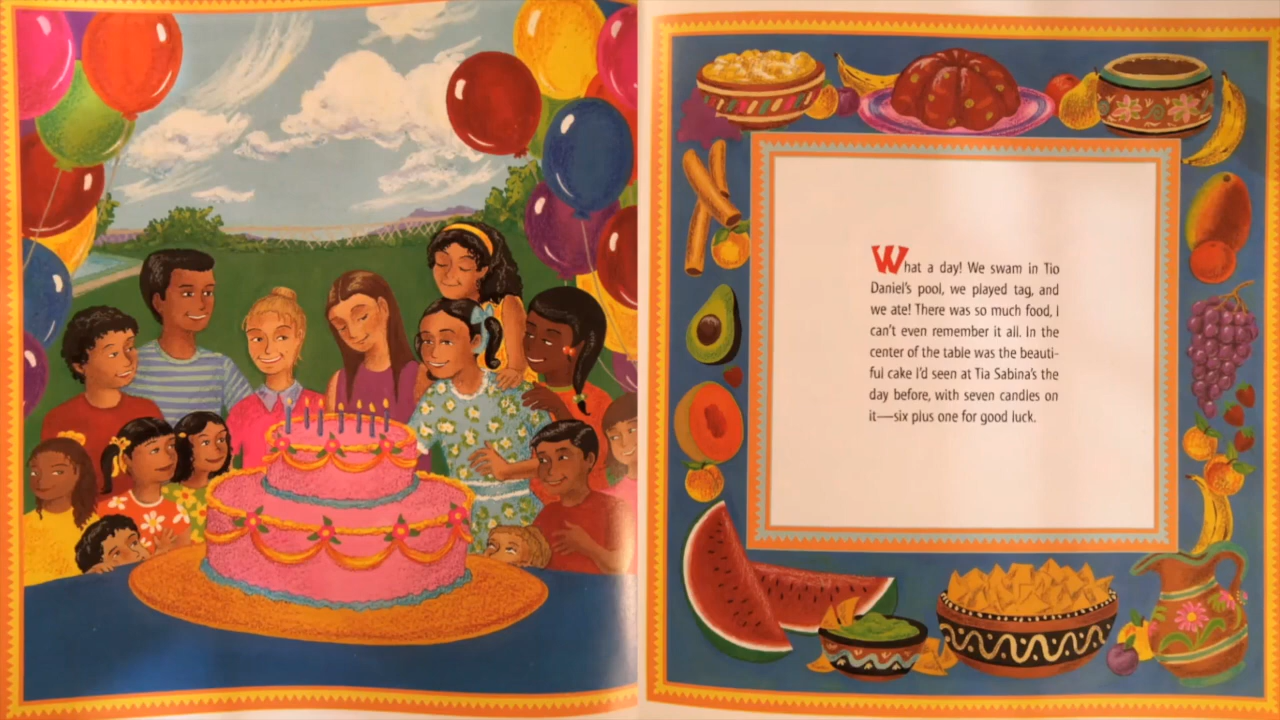 What a day! We swam in Tio
Daniel's pool, we played tag, and
we ate! There was so much food, I
can't even remember it all. In the
center of the table was the beauti-
ful cake I'd seen at Tia Sabina's the
day before, with seven candles on
it—six plus one for good luck.